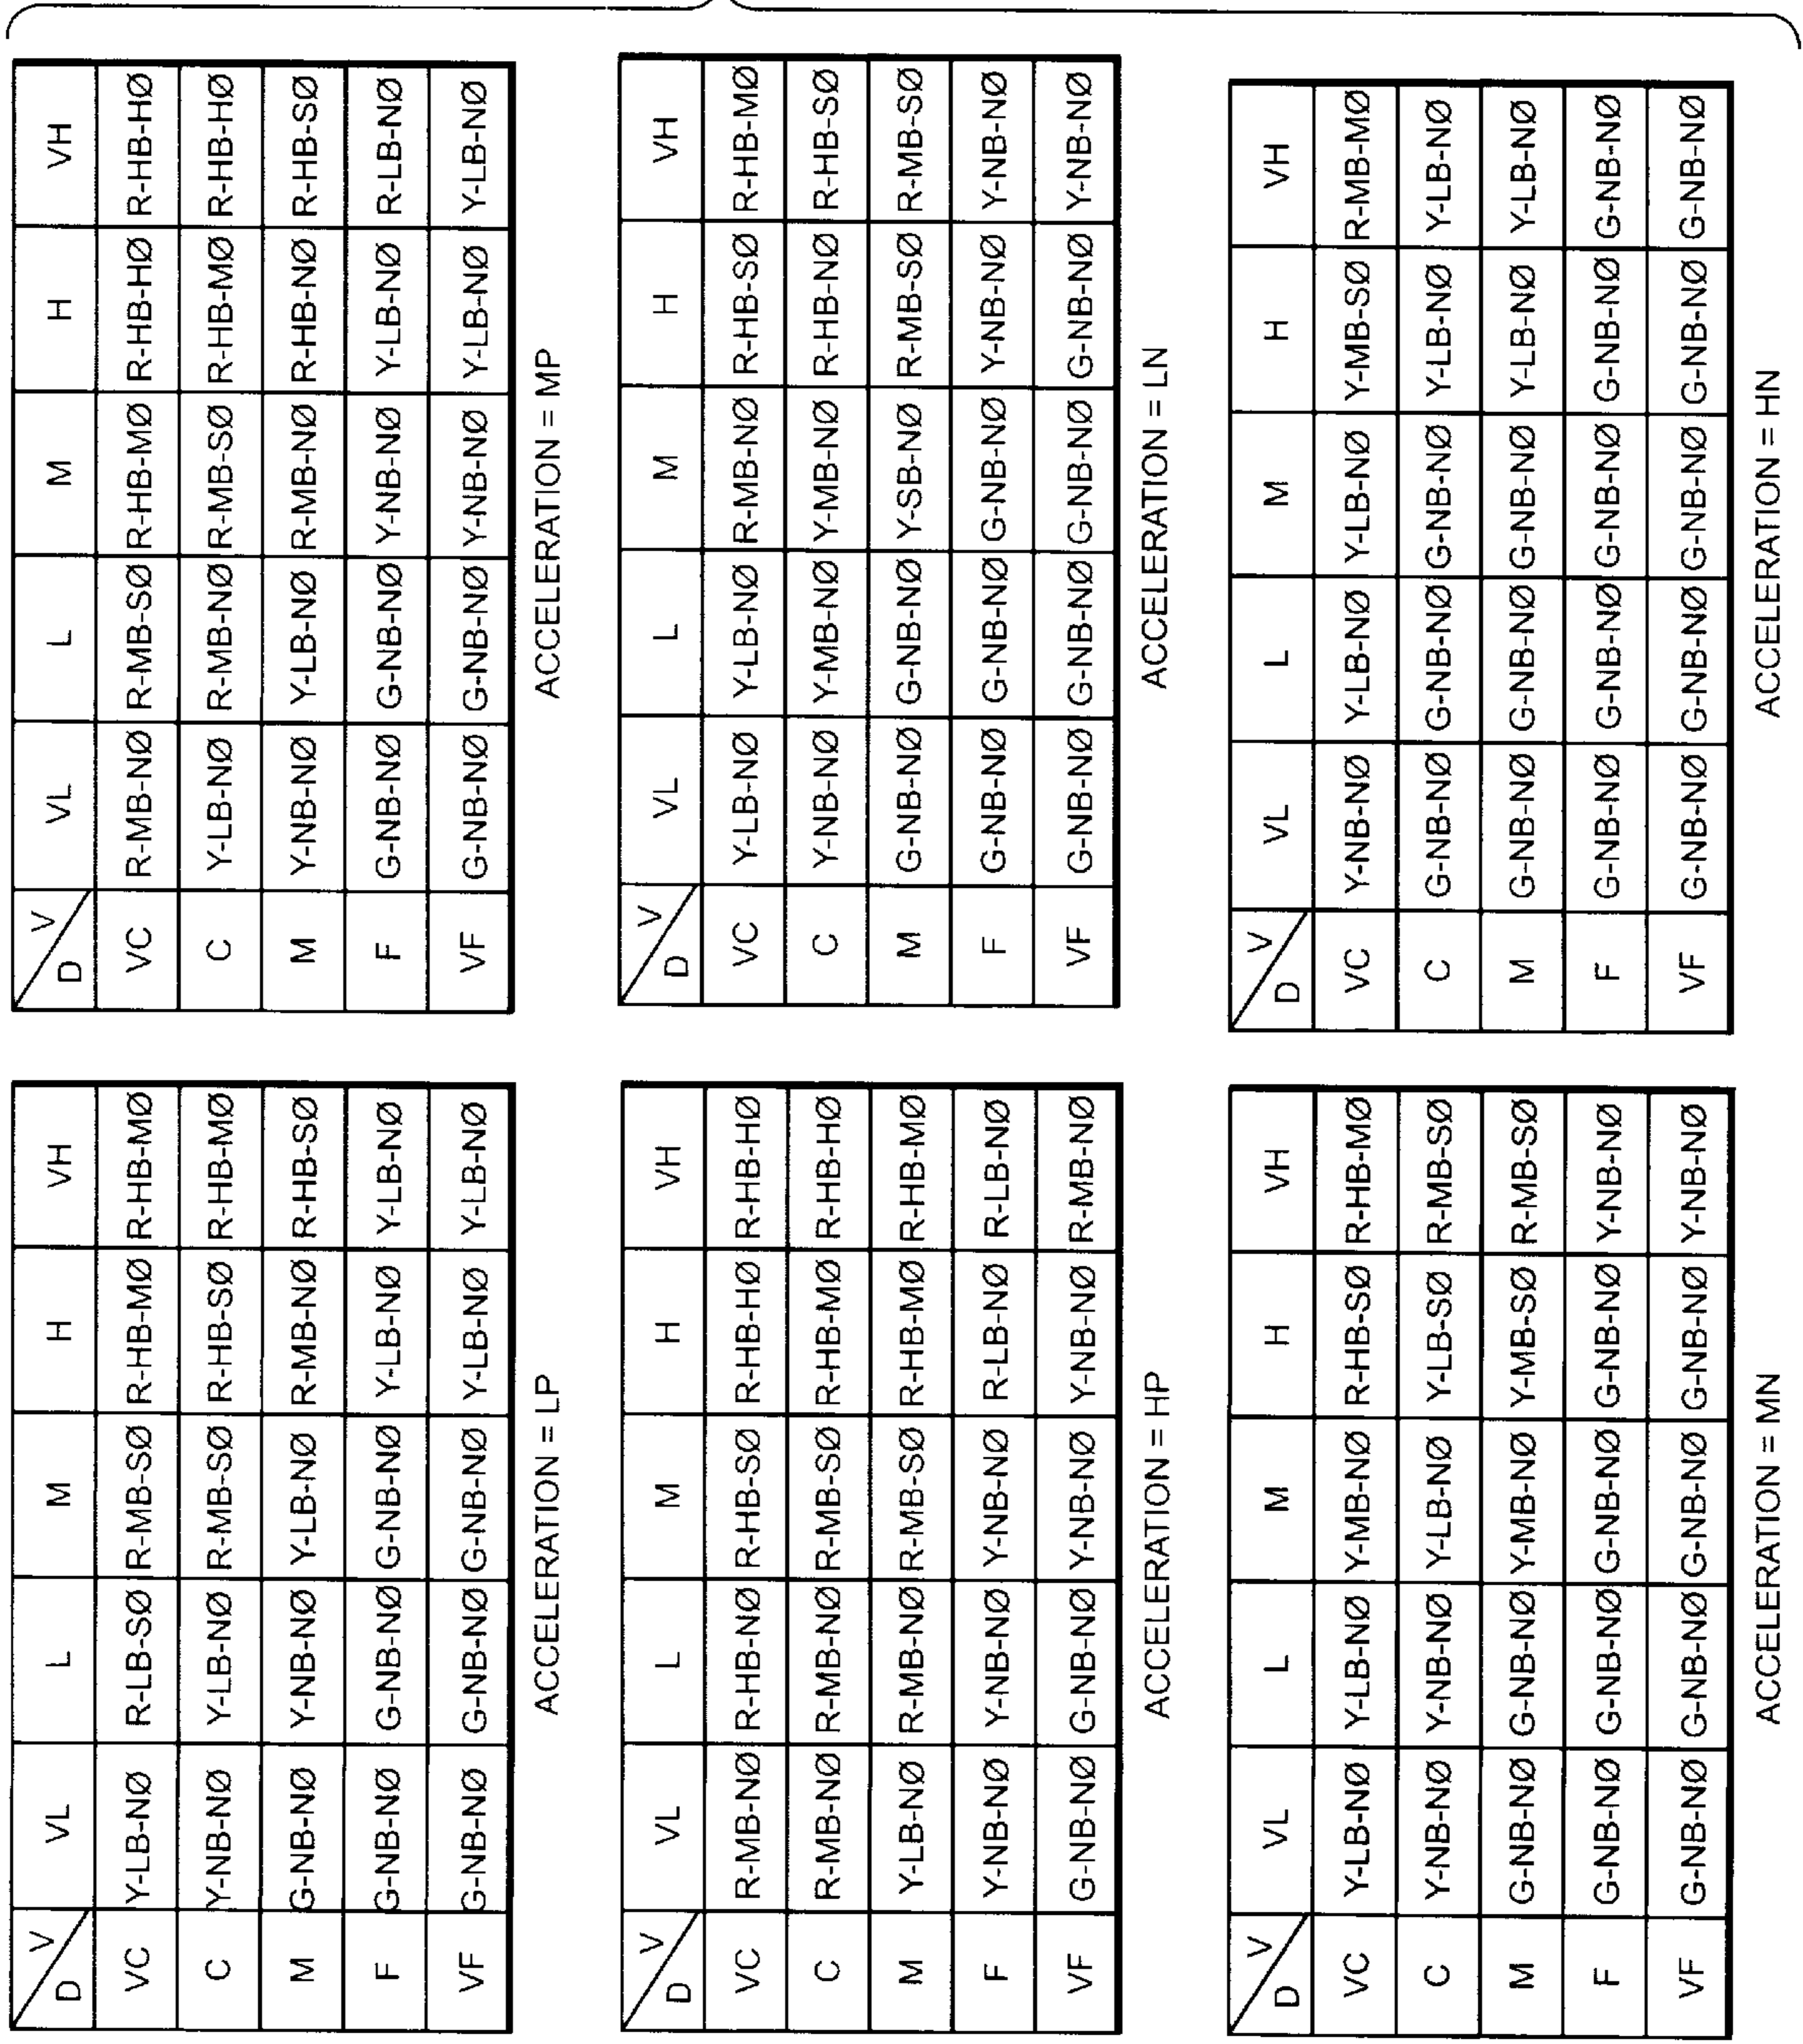 D V VL L M H VH
VC Y-LB-NØ R-LB-SØ R-MB-SØ R-HB-MØ R-HB-MØ
C Y-NB-NØ Y-LB-NØ R-MB-SØ R-HB-SØ R-HB-MØ
M G-NB-NØ Y-NB-NØ Y-LB-NØ R-MB-NØ R-HB-SØ
F G-NB-NØ G-NB-NØ G-NB-NØ Y-LB-NØ Y-LB-NØ
VF G-NB-NØ G-NB-NØ G-NB-NØ Y-LB-NØ Y-LB-NØ
ACCELERATION = LP
D V VL L M H VH
VC R-MB-NØ R-MB-SØ R-HB-MØ R-HB-HØ R-HB-HØ
C Y-LB-NØ R-MB-NØ R-MB-SØ R-HB-MØ R-HB-HØ
M Y-NB-NØ Y-LB-NØ R-MB-NØ R-HB-NØ R-HB-SØ
F G-NB-NØ G-NB-NØ Y-NB-NØ Y-LB-NØ R-LB-NØ
VF G-NB-NØ G-NB-NØ Y-NB-NØ Y-LB-NØ Y-LB-NØ
ACCELERATION = MP
D V VL L M H VH
VC R-MB-NØ R-HB-NØ R-HB-SØ R-HB-HØ R-HB-HØ
C R-MB-NØ R-MB-NØ R-MB-SØ R-HB-MØ R-HB-HØ
M Y-LB-NØ R-MB-NØ R-MB-SØ R-HB-MØ R-HB-MØ
F Y-NB-NØ Y-NB-NØ Y-NB-NØ R-LB-NØ R-LB-NØ
VF G-NB-NØ G-NB-NØ Y-NB-NØ Y-NB-NØ R-MB-NØ
ACCELERATION = HP
D V VL L M H VH
VC Y-LB-NØ Y-LB-NØ R-MB-NØ R-HB-SØ R-HB-MØ
C Y-NB-NØ Y-MB-NØ Y-MB-NØ R-HB-NØ R-HB-SØ
M G-NB-NØ G-NB-NØ Y-SB-NØ R-MB-SØ R-MB-SØ
F G-NB-NØ G-NB-NØ G-NB-NØ Y-NB-NØ Y-NB-NØ
VF G-NB-NØ G-NB-NØ G-NB-NØ G-NB-NØ Y-NB-NØ
ACCELERATION = LN
D V VL L M H VH
VC Y-LB-NØ Y-LB-NØ Y-MB-NØ R-HB-SØ R-HB-MØ
C Y-NB-NØ Y-NB-NØ Y-LB-NØ Y-LB-SØ R-MB-SØ
M G-NB-NØ G-NB-NØ Y-MB-NØ Y-MB-SØ R-MB-SØ
F G-NB-NØ G-NB-NØ G-NB-NØ G-NB-NØ Y-NB-NØ
VF G-NB-NØ G-NB-NØ G-NB-NØ G-NB-NØ Y-NB-NØ
ACCELERATION = MN
D V VL L M H VH
VC Y-NB-NØ Y-LB-NØ Y-LB-NØ Y-MB-SØ R-MB-MØ
C G-NB-NØ G-NB-NØ G-NB-NØ Y-LB-NØ Y-LB-NØ
M G-NB-NØ G-NB-NØ G-NB-NØ Y-LB-NØ Y-LB-NØ
F G-NB-NØ G-NB-NØ G-NB-NØ G-NB-NØ G-NB-NØ
VF G-NB-NØ G-NB-NØ G-NB-NØ G-NB-NØ G-NB-NØ
ACCELERATION = HN